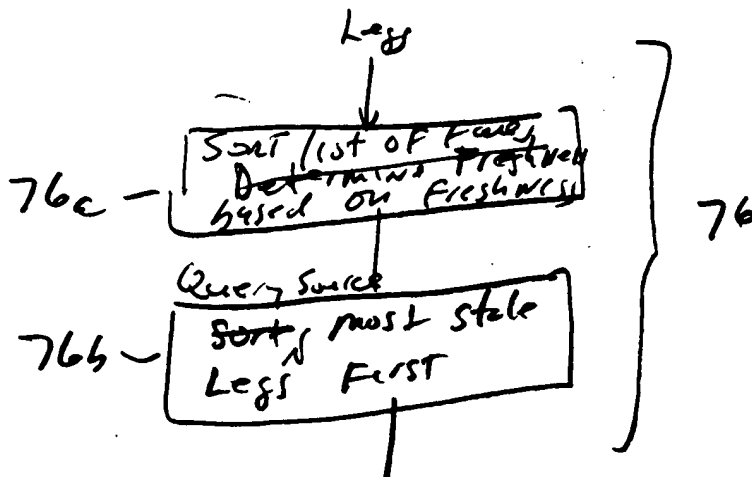 Legs
Sort list of Fares
Determine Freshness
based on Freshness
76a
76
Query Source
Sort most stale
76b
Legs First